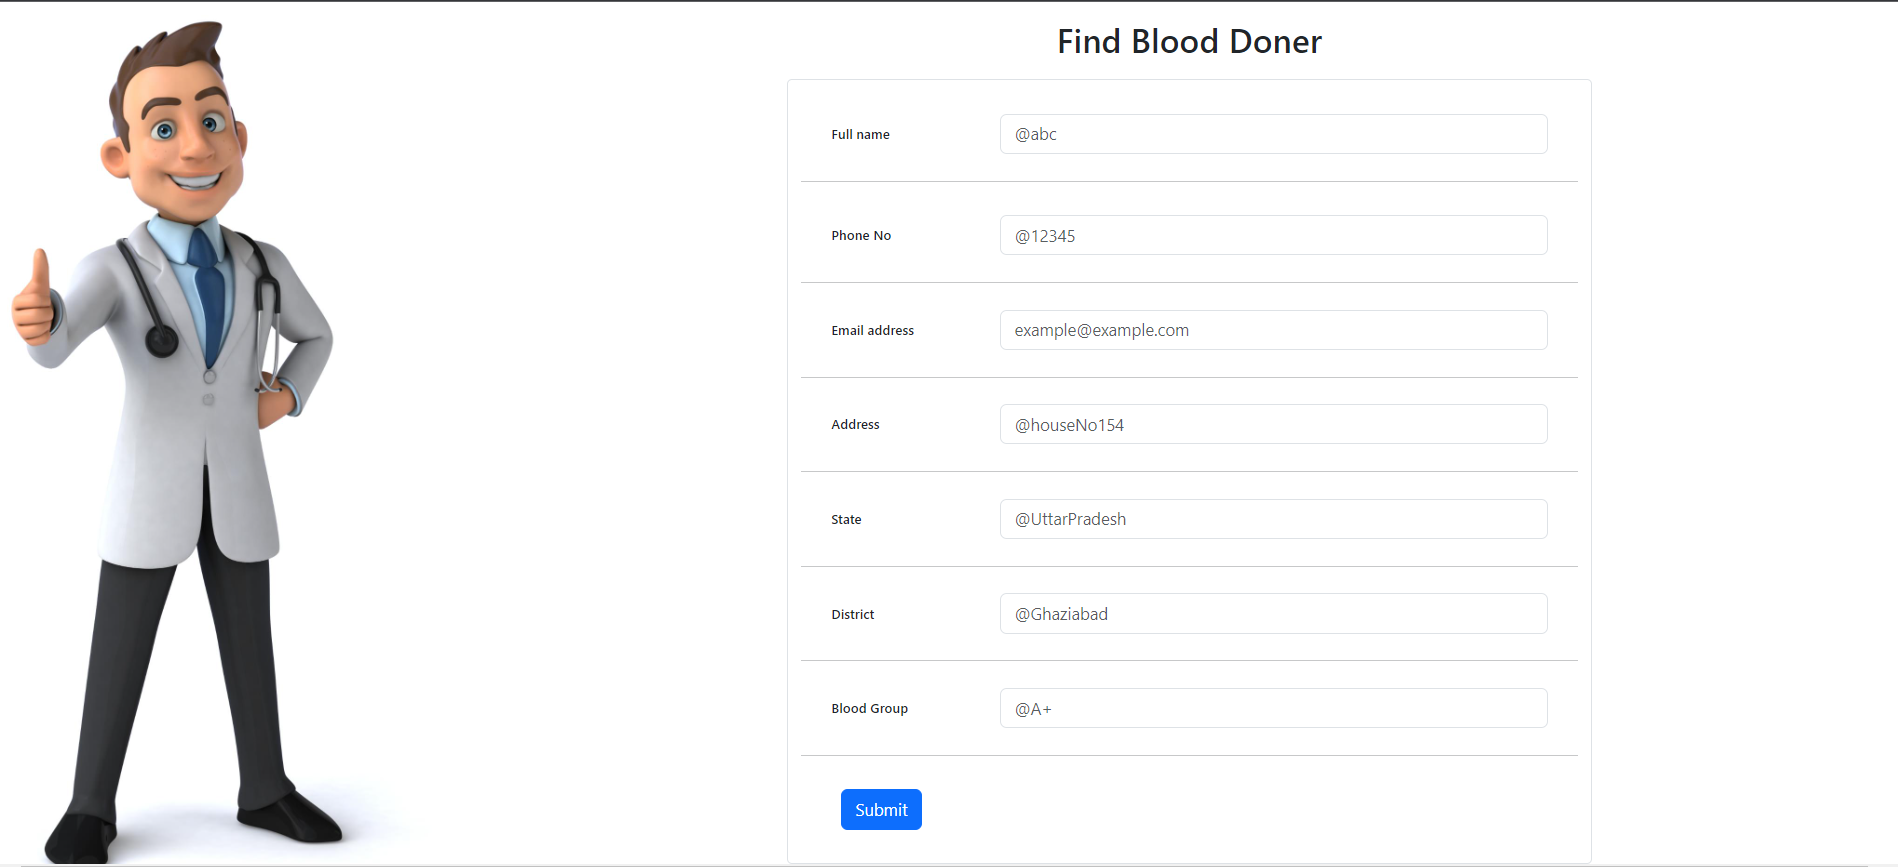 Find Blood Doner
Full name
@abc
Phone No
@12345
Email address
example@example.com
Address
@houseNo154
State
@UttarPradesh
District
@Ghaziabad
Blood Group
@A+
Submit